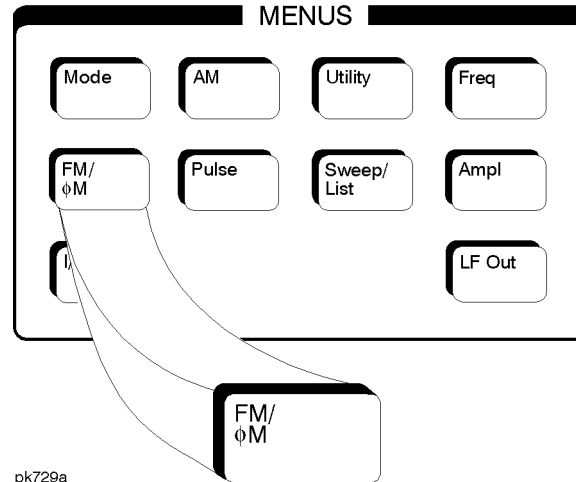 MENUS
Mode
AM
Utility
Freq
FM/
ϕM
Pulse
Sweep/
List
Ampl
I/
LF Out
FM/
ϕM
pk729a